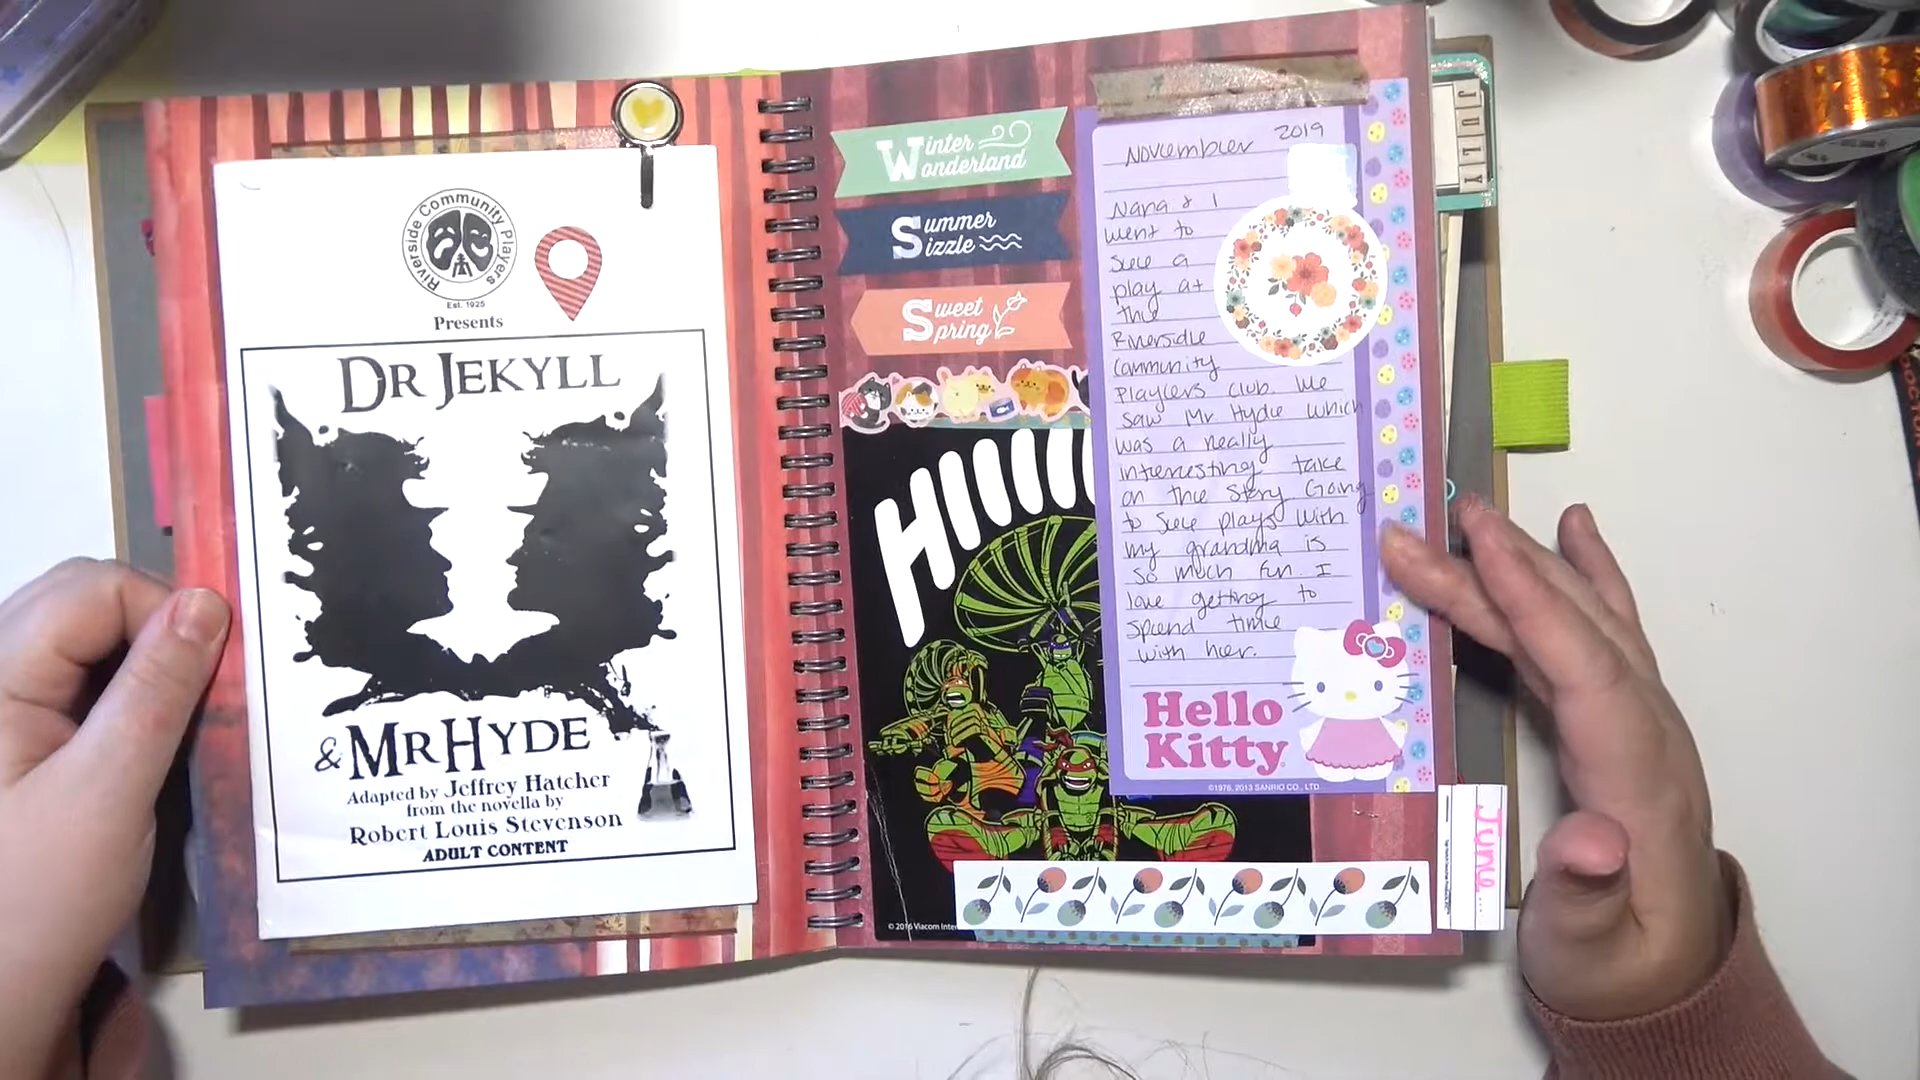 Riverside Community Players
Est. 1925
Presents
DR JEKYLL
& MR HYDE
Adapted by Jeffrey Hatcher
from the novella by
Robert Louis Stevenson
ADULT CONTENT
Winter
Wonderland
Summer
Sizzle
Sweet
Spring
HIIII
© 2016 Viacom
November 2019
Nana & I
went to
see a
play at
the
Riverside
Community
Players club. We
saw Mr Hyde which
was a really
interesting take
on the story Going
to see plays with
my grandma is
so much fun. I
love getting to
spend time
with her.
Hello
Kitty
©1976, 2013 SANRIO CO., LTD.
June
JULY
DOCTOR